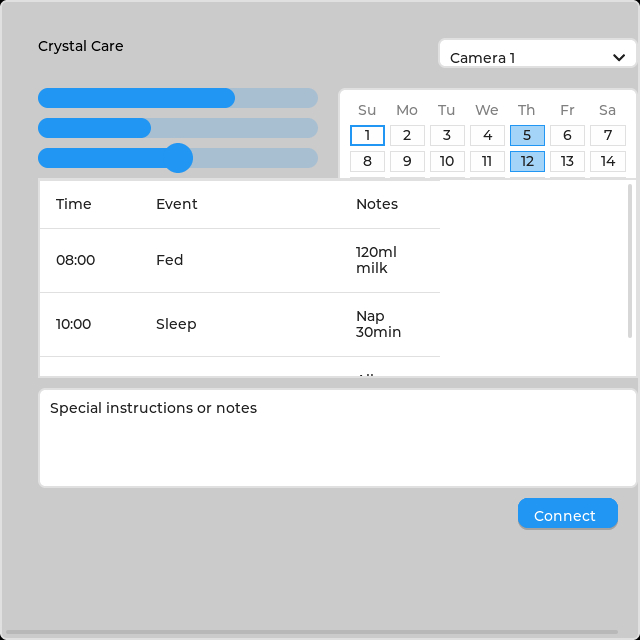 Crystal Care
Camera 1
Su Mo Tu We Th Fr Sa
1 2 3 4 5 6 7
8 9 10 11 12 13 14
Time Event Notes
08:00 Fed 120ml
milk
10:00 Sleep Nap
30min
Special instructions or notes
Connect